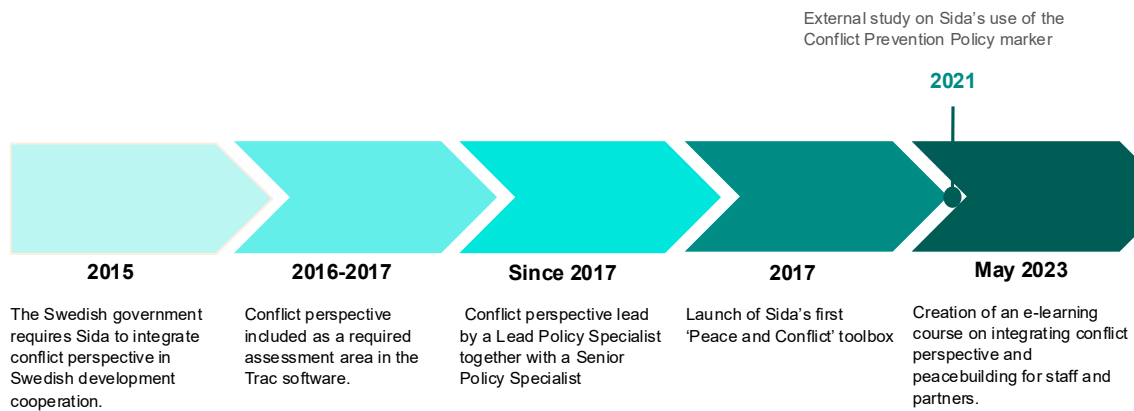 External study on Sida's use of the
Conflict Prevention Policy marker
2021
2015
The Swedish government
requires Sida to integrate
conflict perspective in
Swedish development
cooperation.
2016-2017
Conflict perspective
included as a required
assessment area in the
Trac software.
Since 2017
Conflict perspective lead
by a Lead Policy Specialist
together with a Senior
Policy Specialist
2017
Launch of Sida's first
'Peace and Conflict' toolbox
May 2023
Creation of an e-learning
course on integrating conflict
perspective and
peacebuilding for staff and
partners.